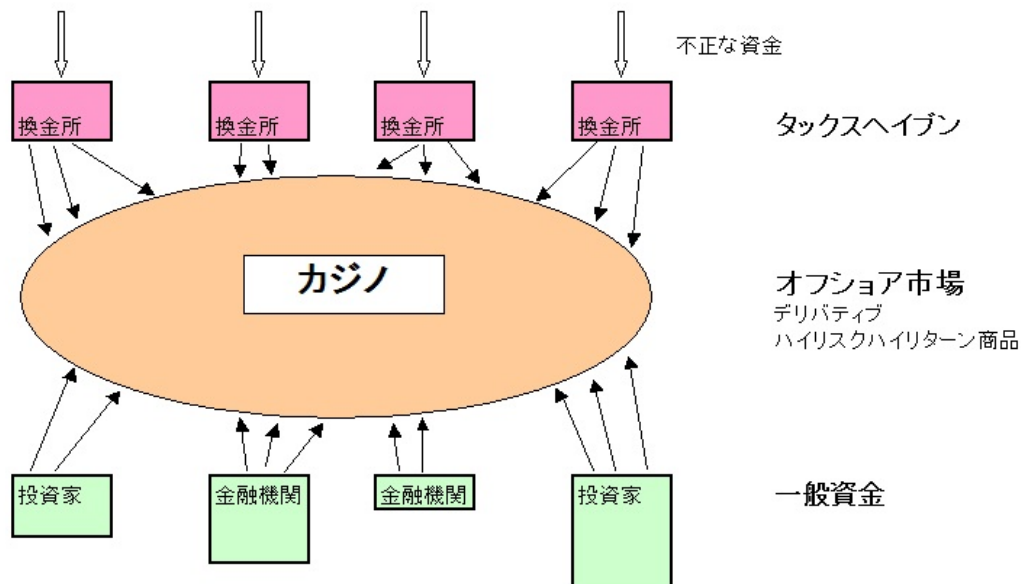 不正な資金
換金所
換金所
換金所
換金所
タックスヘイブン
カジノ
オフショア市場
デリバティブ
ハイリスクハイリターン商品
投資家
金融機関
金融機関
投資家
一般資金